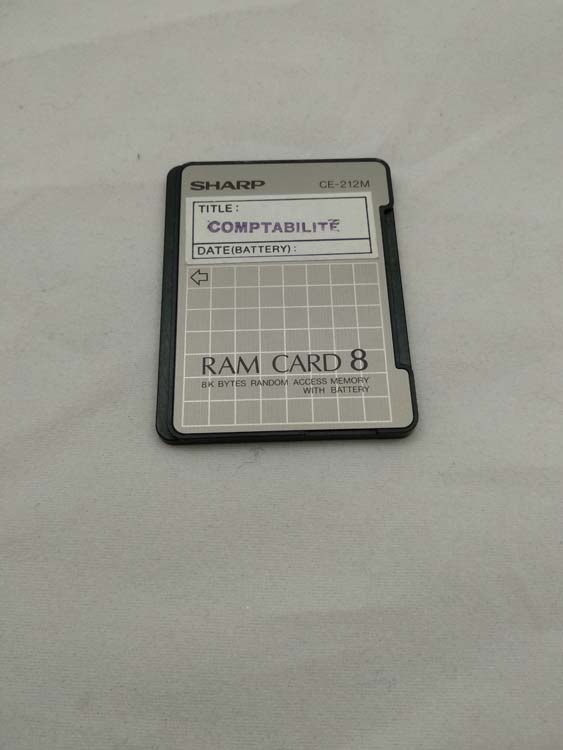 SHARP CE-212M
TITLE:
COMPTABILITÉ
DATE(BATTERY):
RAM CARD 8
8K BYTES RANDOM ACCESS MEMORY
WITH BATTERY